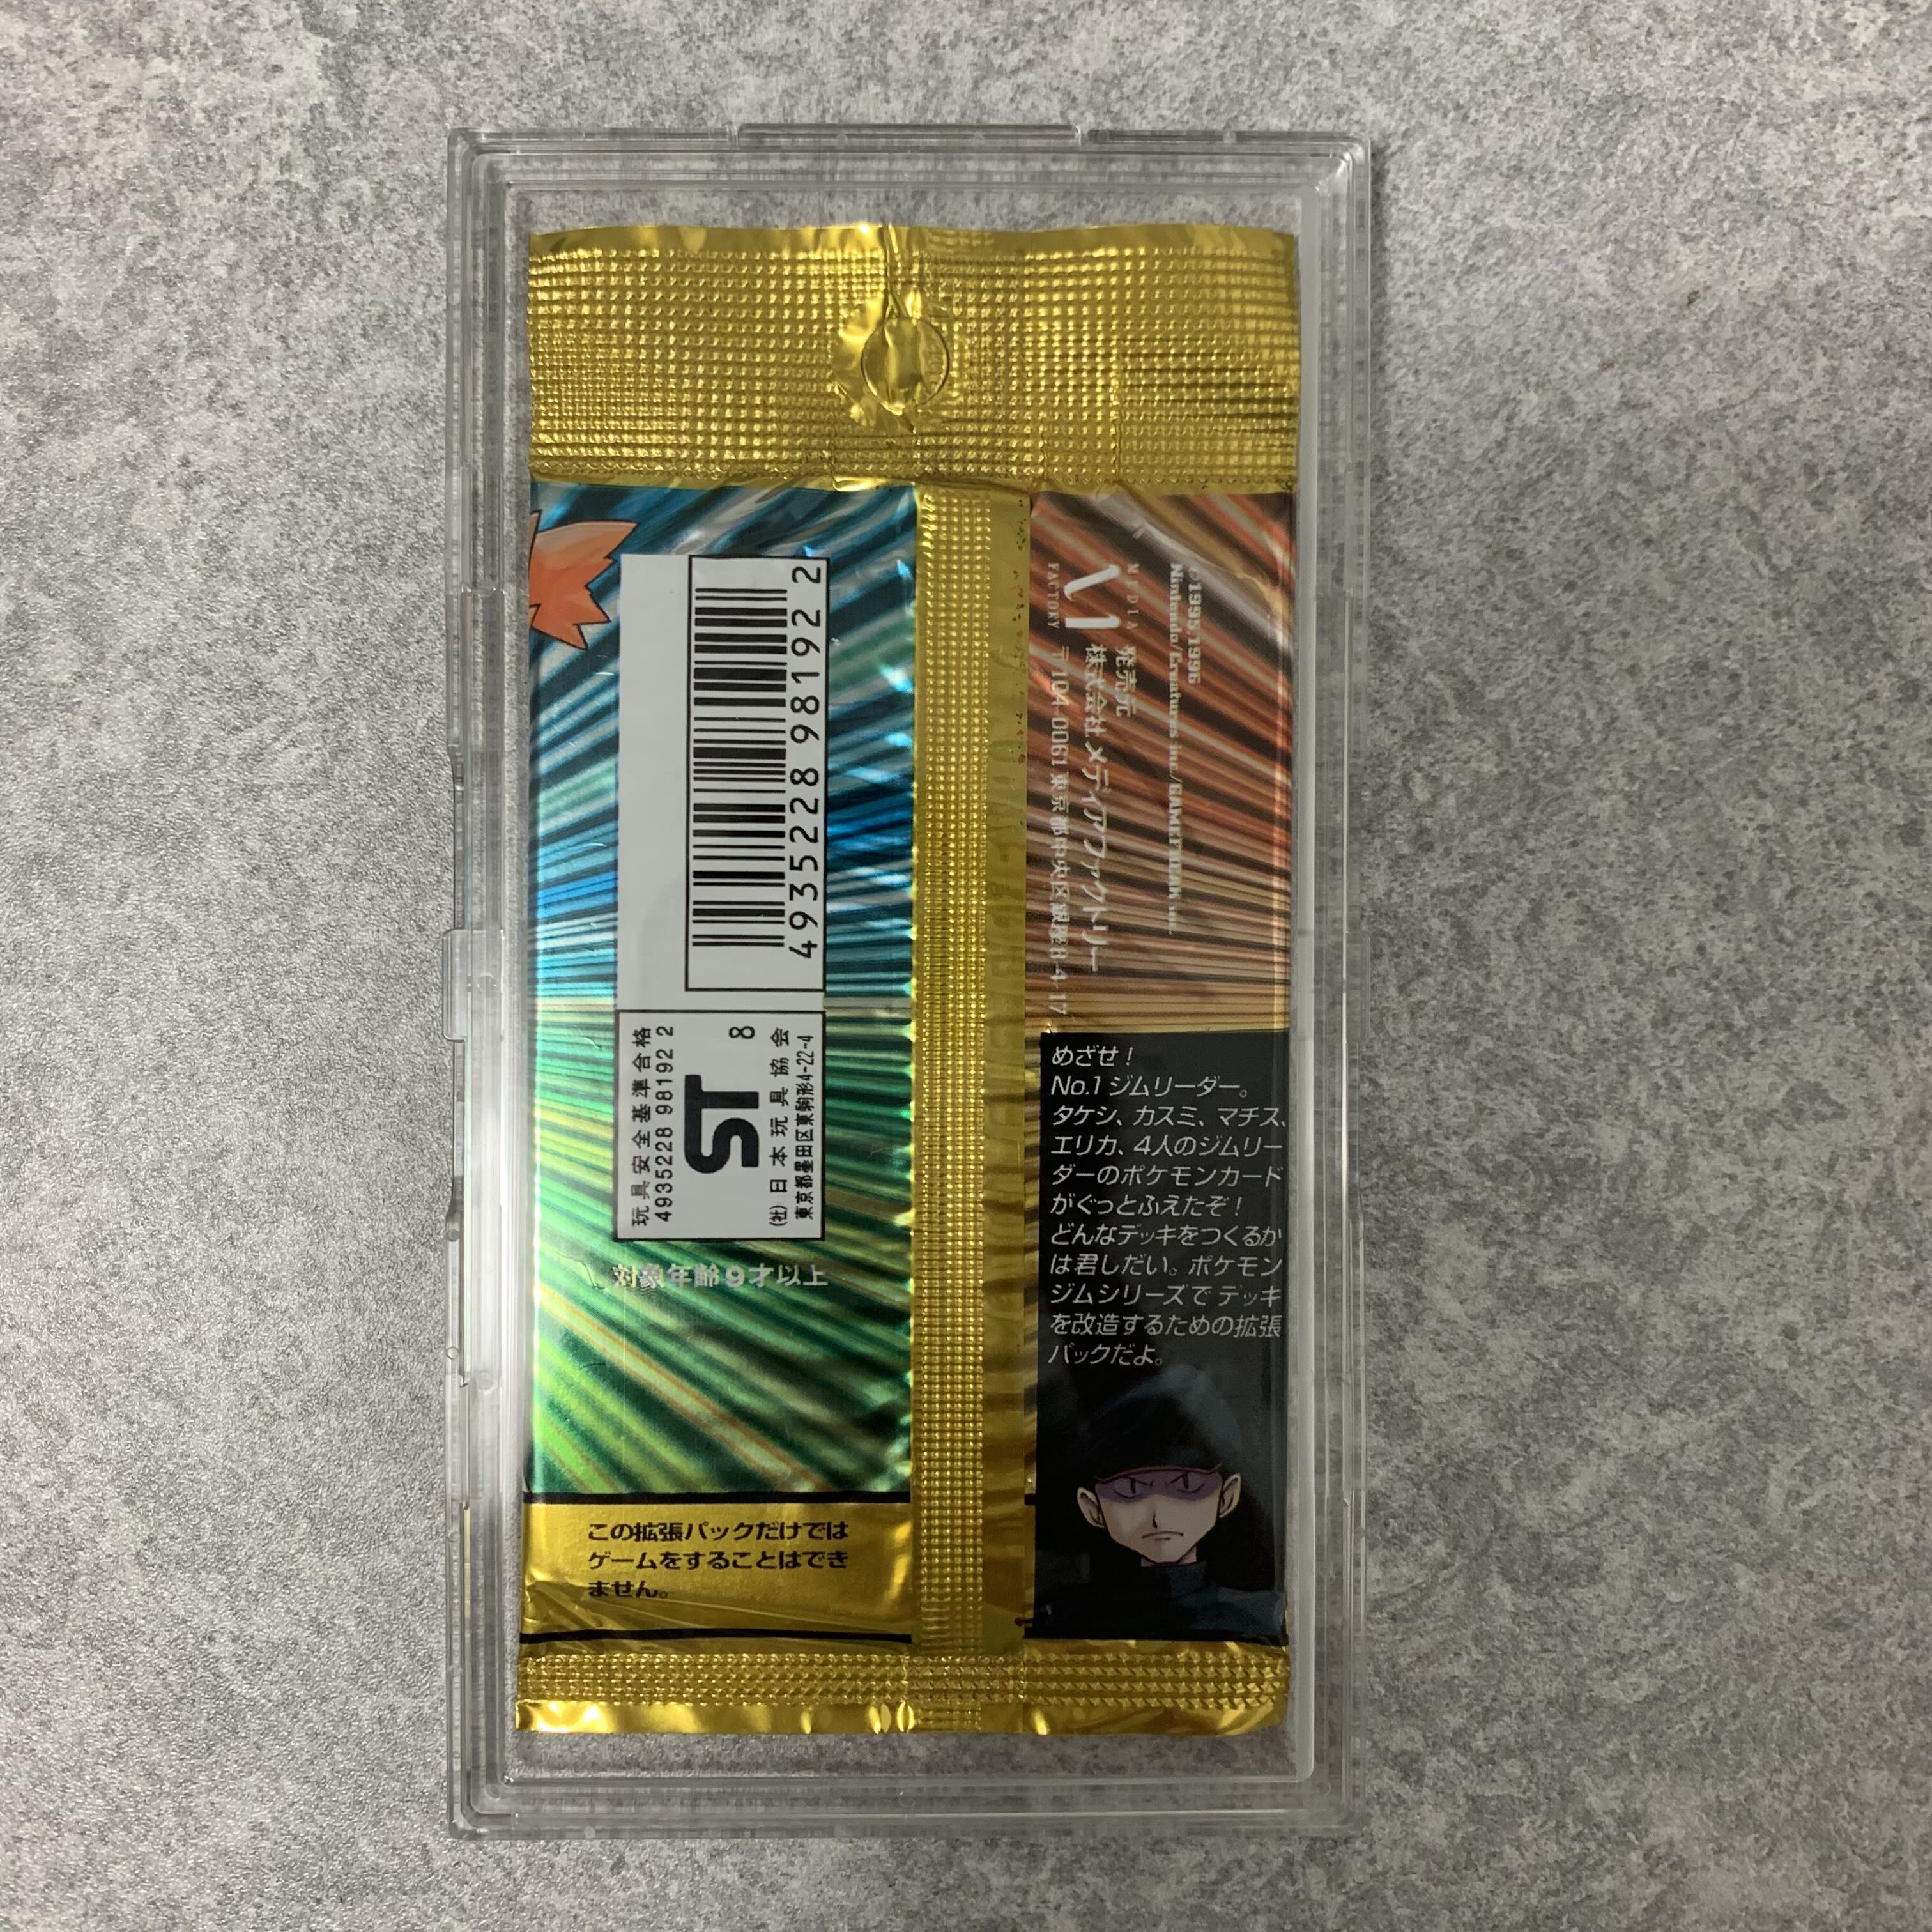 4935228 981922
玩具安全基準合格
4935228 981922
ST
8
(社)日本玩具協会
東京都墨田区東駒形4-22-4
対象年齢9才以上
この拡張パックだけでは
ゲームをすることはでき
ません。
©1995,1996
Nintendo/Creatures inc./GAMEFREAK inc.
MEDIA
FACTORY
発売元
株式会社メディアファクトリー
〒104-0061 東京都中央区銀座8-4-17
めざせ!
No.1ジムリーダー。
タケシ、カスミ、マチス、
エリカ、4人のジムリー
ダーのポケモンカード
がぐっとふえたぞ!
どんなデッキをつくるか
は君しだい。ポケモン
ジムシリーズでデッキ
を改造するための拡張
パックだよ。